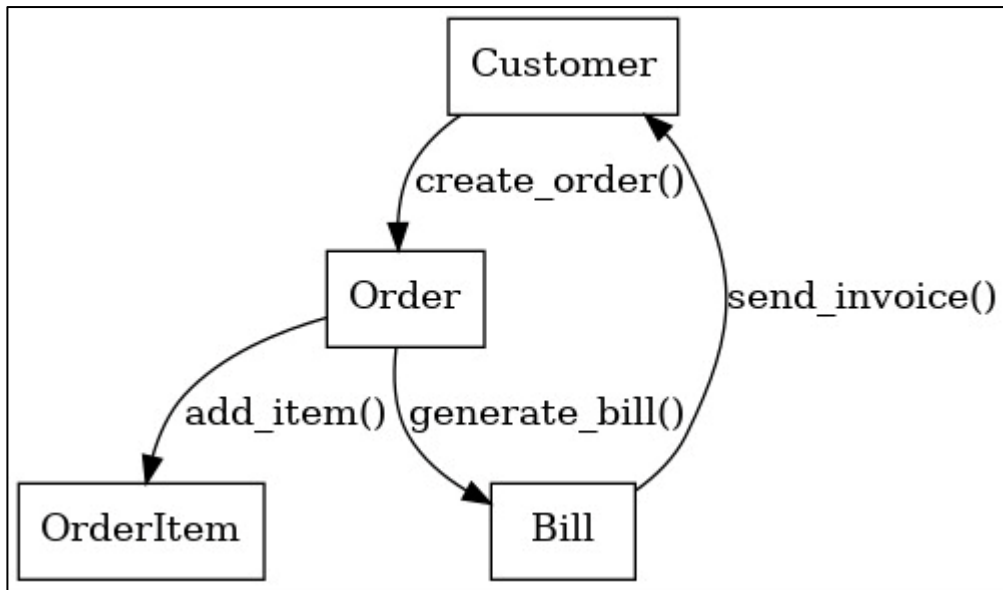 Customer
create_order()
Order
send_invoice()
add_item()
generate_bill()
OrderItem
Bill